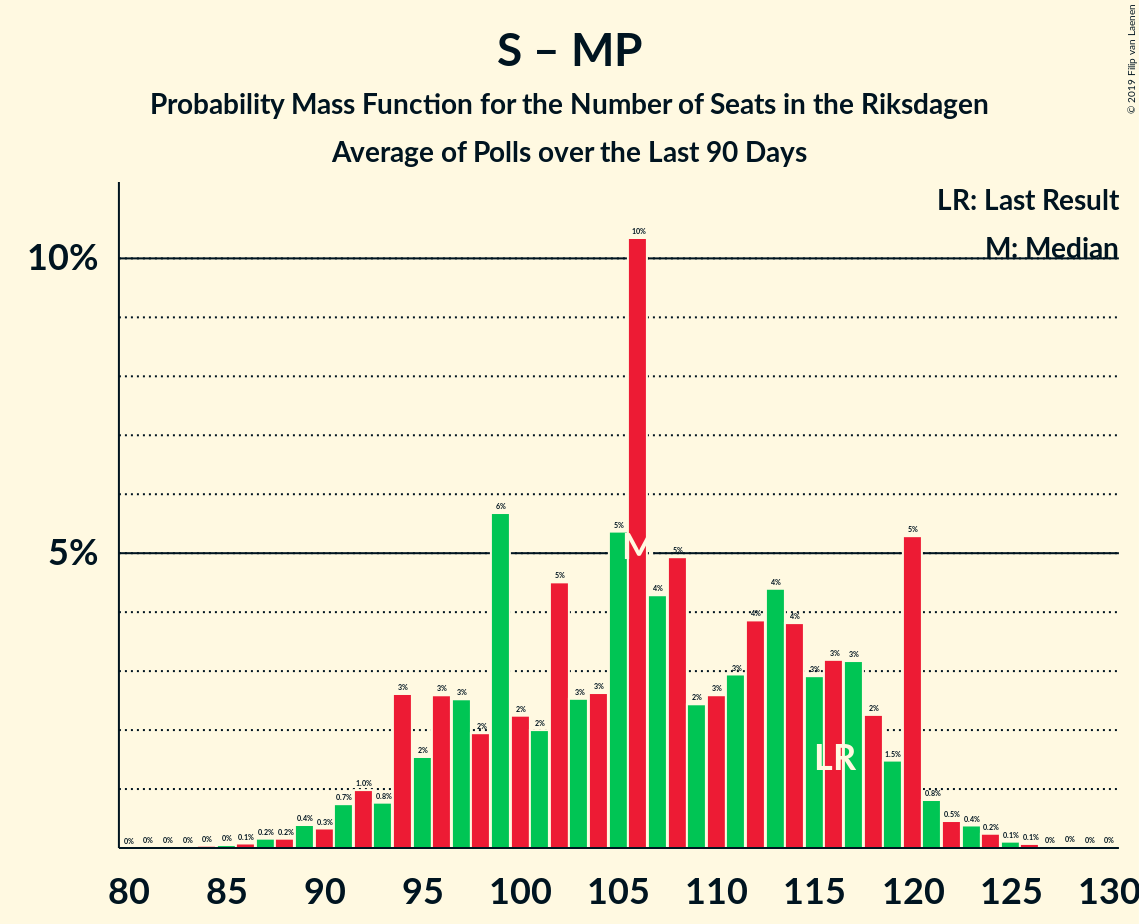 S – MP
Probability Mass Function for the Number of Seats in the Riksdagen
Average of Polls over the Last 90 Days
© 2019 Filip van Laenen
LR: Last Result
M: Median
10%
5%
0% 0% 0% 0% 0% 0% 0.1% 0.2% 0.2% 0.4% 0.3% 0.7% 1.0% 0.8% 3% 2% 3% 3% 2% 6% 2% 2% 5% 3% 3% 5% 10% 4% 5% 2% 3% 3% 4% 4% 4% 3% 3% 3% 2% 1.5% 5% 0.8% 0.5% 0.4% 0.2% 0.1% 0.1% 0% 0% 0% 0%
M
LR
80 85 90 95 100 105 110 115 120 125 130